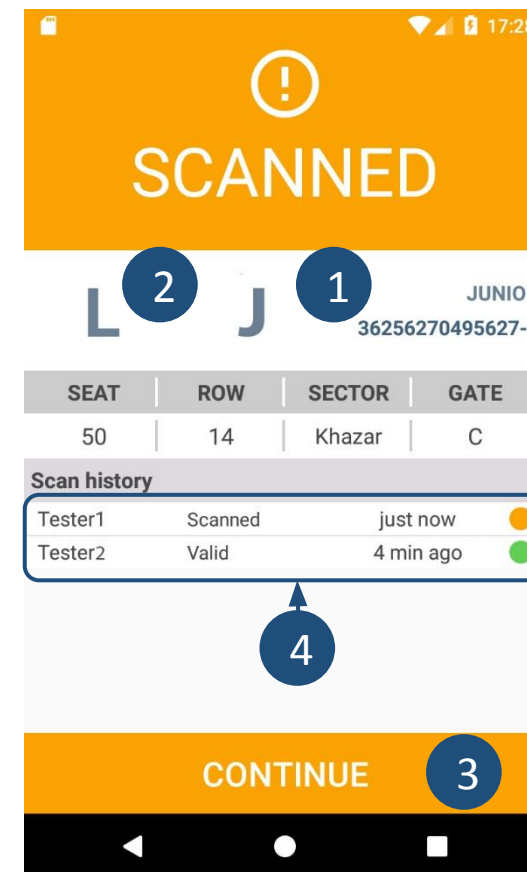 17:28
SCANNED
L 2 J 1 JUNIO
36256270495627-
SEAT ROW SECTOR GATE
50 14 Khazar C
Scan history
Tester1 Scanned just now
Tester2 Valid 4 min ago
4
CONTINUE 3